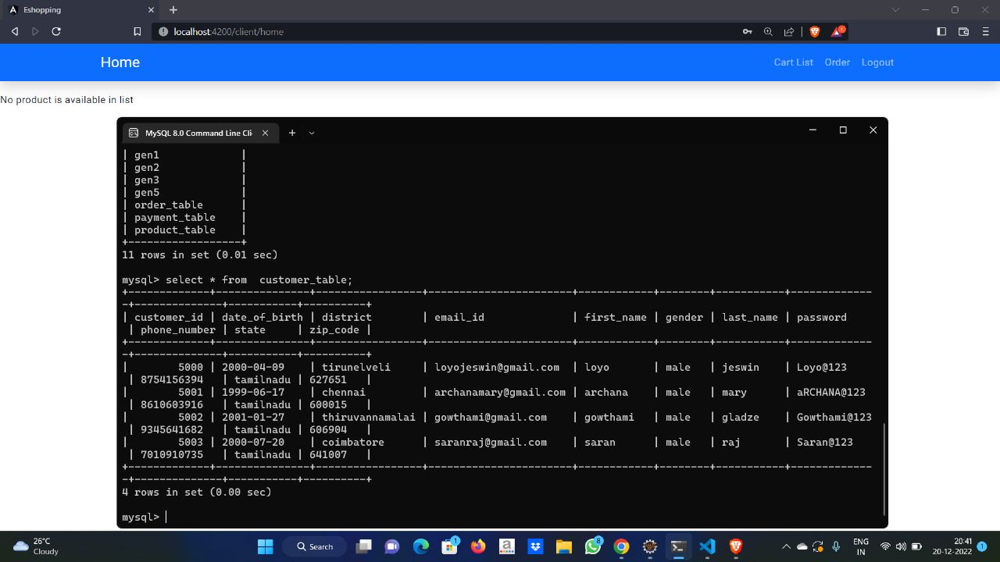 Eshopping
localhost:4200/client/home
Home
Cart List Order Logout
No product is available in list
MySQL 8.0 Command Line Cli
| gen1             |
| gen2             |
| gen3             |
| gen5             |
| order_table      |
| payment_table    |
| product_table    |
+------------------+
11 rows in set (0.01 sec)
mysql> select * from  customer_table;
+-------------+---------------+-----------------+-----------------------+------------+--------+-----------+-------------
-+--------------+-----------+----------+
| customer_id | date_of_birth | district        | email_id              | first_name | gender | last_name | password
 | phone_number | state     | zip_code |
+-------------+---------------+-----------------+-----------------------+------------+--------+-----------+-------------
-+--------------+-----------+----------+
|        5000 | 2000-04-09    | tirunelveli     | loyojeswin@gmail.com  | loyo       | male   | jeswin    | Loyo@123
 | 8754156394   | tamilnadu | 627651   |
|        5001 | 1999-06-17    | chennai         | archanamary@gmail.com | archana    | male   | mary      | aRCHANA@123
 | 8610603916   | tamilnadu | 600015   |
|        5002 | 2001-01-27    | thiruvannamalai | gowthami@gmail.com    | gowthami   | male   | gladze    | Gowthami@123
 | 9345641682   | tamilnadu | 606904   |
|        5003 | 2000-07-20    | coimbatore      | saranraj@gmail.com    | saran      | male   | raj       | Saran@123
 | 7010910735   | tamilnadu | 641007   |
+-------------+---------------+-----------------+-----------------------+------------+--------+-----------+-------------
-+--------------+-----------+----------+
4 rows in set (0.00 sec)
mysql>
26°C
Cloudy
Search
1
a
8
ENG
IN
20:41
20-12-2022
1